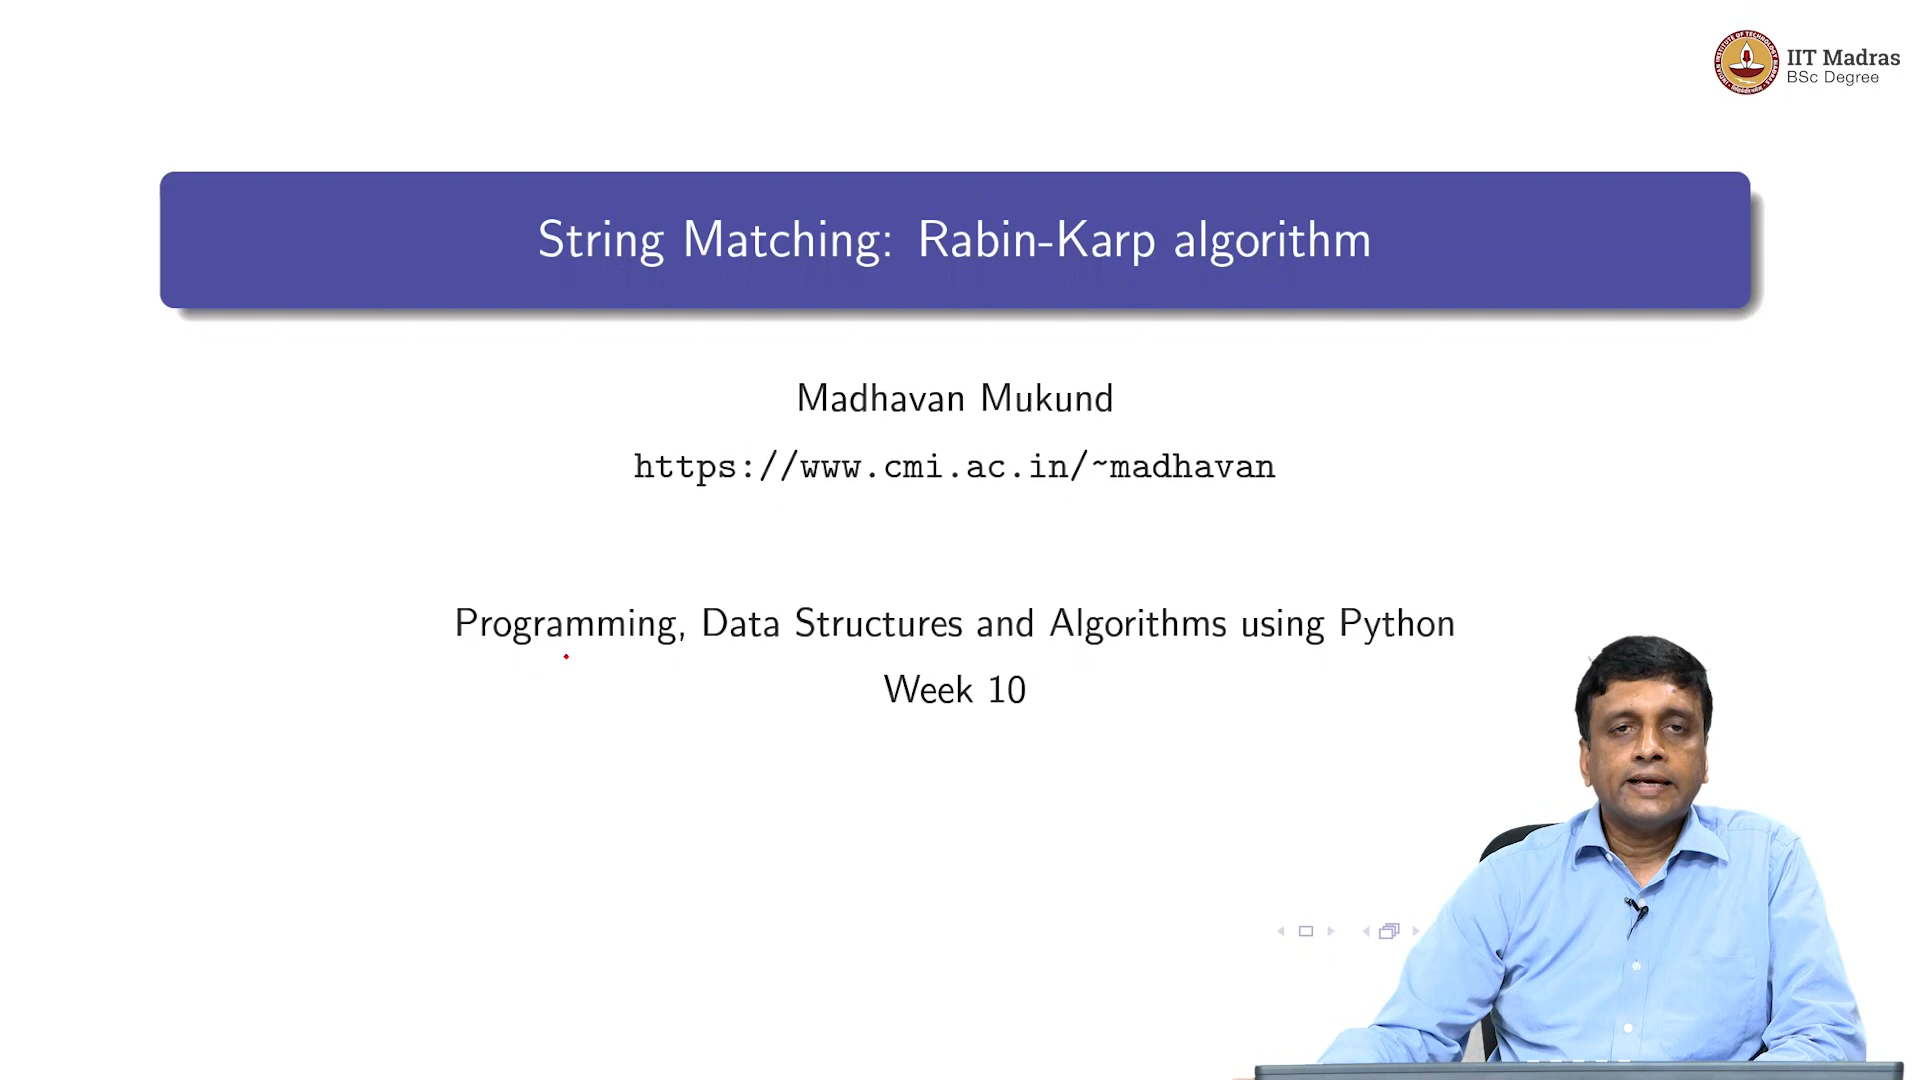 IIT Madras
BSc Degree
String Matching: Rabin-Karp algorithm
Madhavan Mukund
https://www.cmi.ac.in/~madhavan
Programming, Data Structures and Algorithms using Python
Week 10